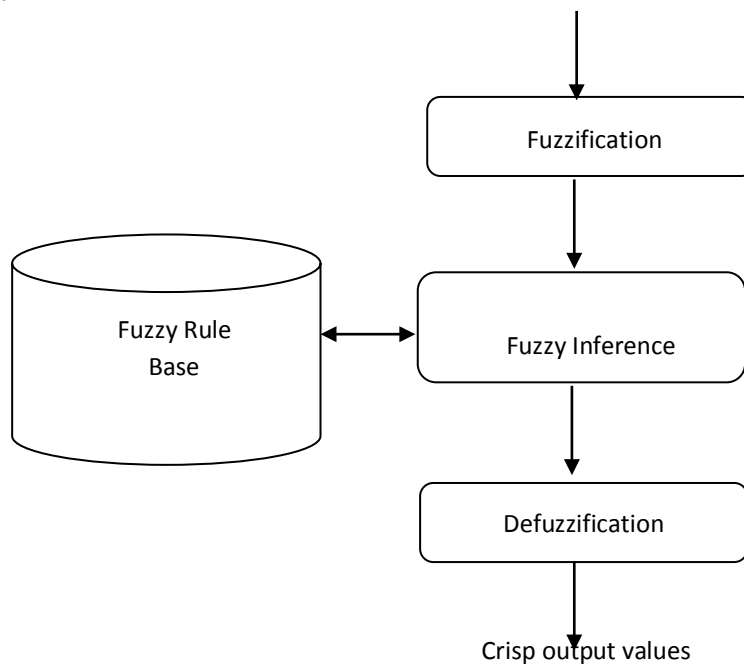 Fuzzification
Fuzzy Rule
Base
Fuzzy Inference
Defuzzification
Crisp output values